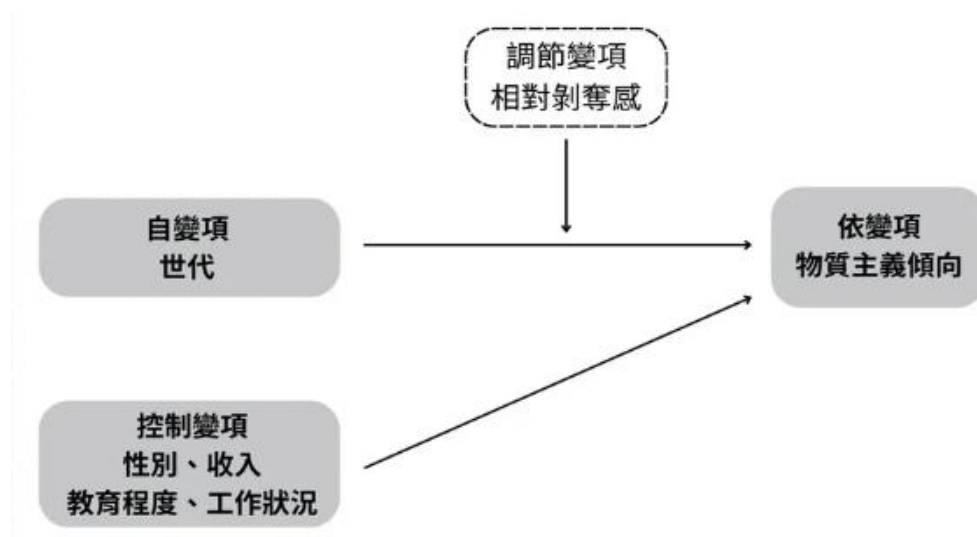 調節變項
相對剝奪感
自變項
世代
依變項
物質主義傾向
控制變項
性別、收入
教育程度、工作狀況